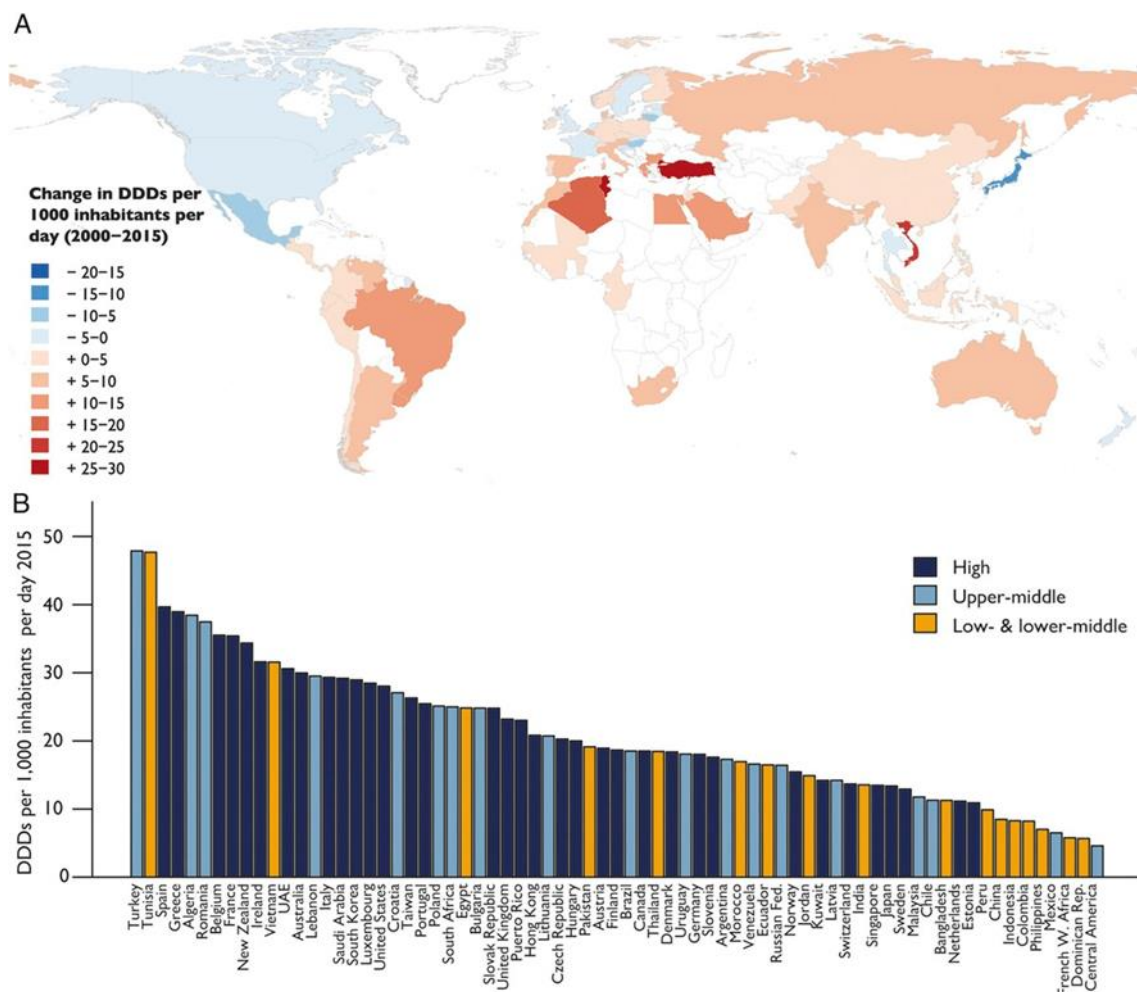 A
Change in DDDs per
1000 inhabitants per
day (2000–2015)
− 20–15
− 15–10
− 10–5
− 5–0
+ 0–5
+ 5–10
+ 10–15
+ 15–20
+ 20–25
+ 25–30
B
DDDs per 1,000 inhabitants per day 2015
50
40
30
20
10
0
High
Upper-middle
Low- & lower-middle
Turkey
Tunisia
Spain
Greece
Algeria
Romania
Belgium
France
New Zealand
Ireland
Vietnam
UAE
Australia
Lebanon
Italy
Saudi Arabia
South Korea
Luxembourg
United States
Croatia
Taiwan
Portugal
Poland
South Africa
Egypt
Bulgaria
Slovak Republic
United Kingdom
Puerto Rico
Hong Kong
Lithuania
Czech Republic
Hungary
Pakistan
Austria
Finland
Brazil
Canada
Thailand
Denmark
Uruguay
Germany
Slovenia
Argentina
Morocco
Venezuela
Ecuador
Russian Fed.
Norway
Jordan
Kuwait
Latvia
Switzerland
India
Singapore
Japan
Sweden
Malaysia
Chile
Bangladesh
Netherlands
Estonia
Peru
China
Indonesia
Colombia
Philippines
Mexico
French W. Africa
Dominican Rep.
Central America